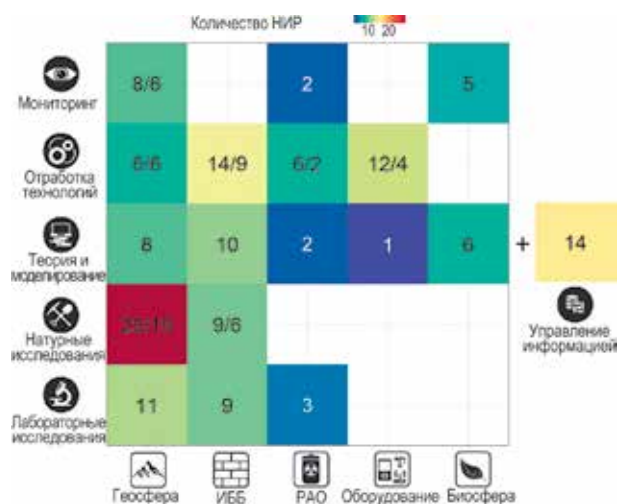 Количество НИР
10 20
Мониторинг
8/6
2
5
Отработка
технологий
6/6
14/9
6/2
12/4
Теория и
моделирование
8
10
2
1
6
+
14
Управление
информацией
Натурные
исследования
9/6
Лабораторные
исследования
11
9
3
Геосфера
ИББ
РАО
Оборудование
Биосфера